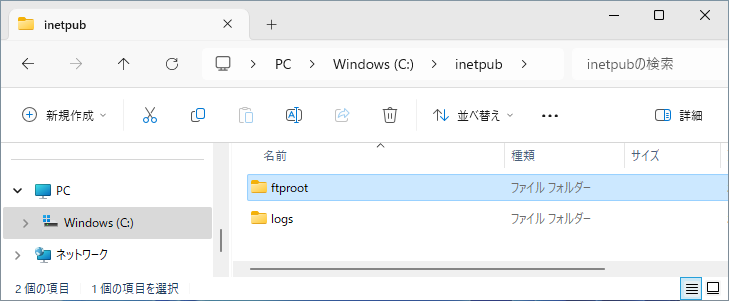 inetpub
PC > Windows (C:) > inetpub > inetpubの検索
新規作成 並べ替え 詳細
名前 種類 サイズ
PC
Windows (C:)
ネットワーク
ftproot ファイル フォルダー
logs ファイル フォルダー
2 個の項目 1 個の項目を選択